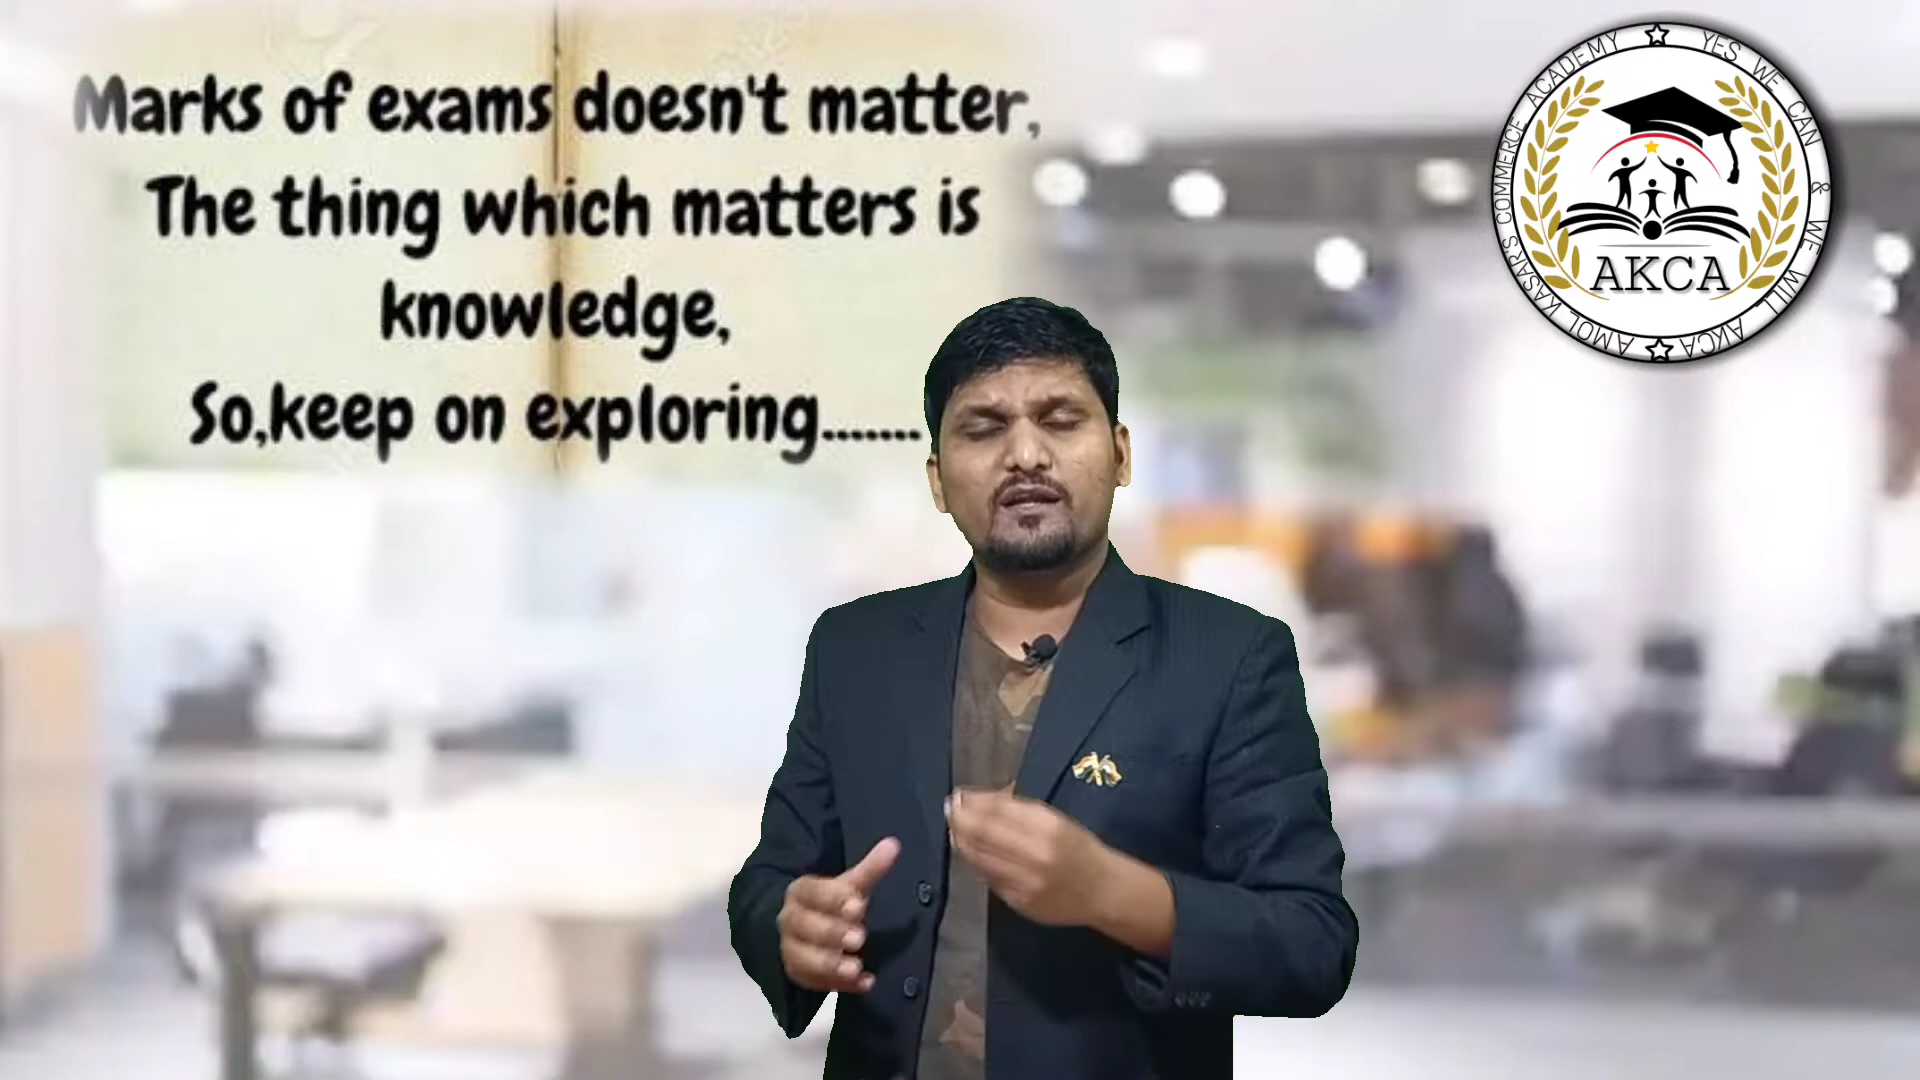 Marks of exams doesn't matter,
The thing which matters is
knowledge,
So,keep on exploring.......
AMOL KASAR'S COMMERCE ACADEMY
YES WE CAN & WE WILL
AKCA
AKCA